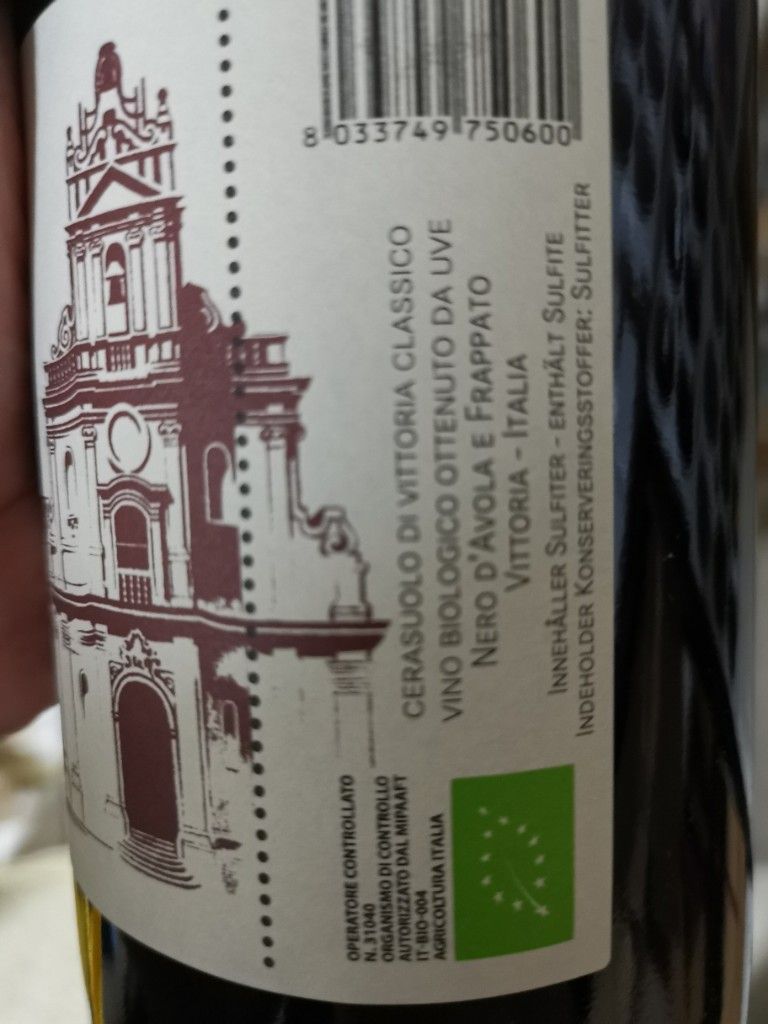 8 033749 750600
CERASUOLO DI VITTORIA CLASSICO
VINO BIOLOGICO OTTENUTO DA UVE
NERO D'AVOLA E FRAPPATO
VITTORIA - ITALIA
INNEHÅLLER SULFITER - ENTHÄLT SULFITE
INDEHOLDER KONSERVERINGSSTOFFER: SULFITTER
OPERATORE CONTROLLATO
N. 31040
ORGANISMO DI CONTROLLO
AUTORIZZATO DAL MIPAAFT
IT-BIO-004
AGRICOLTURA ITALIA